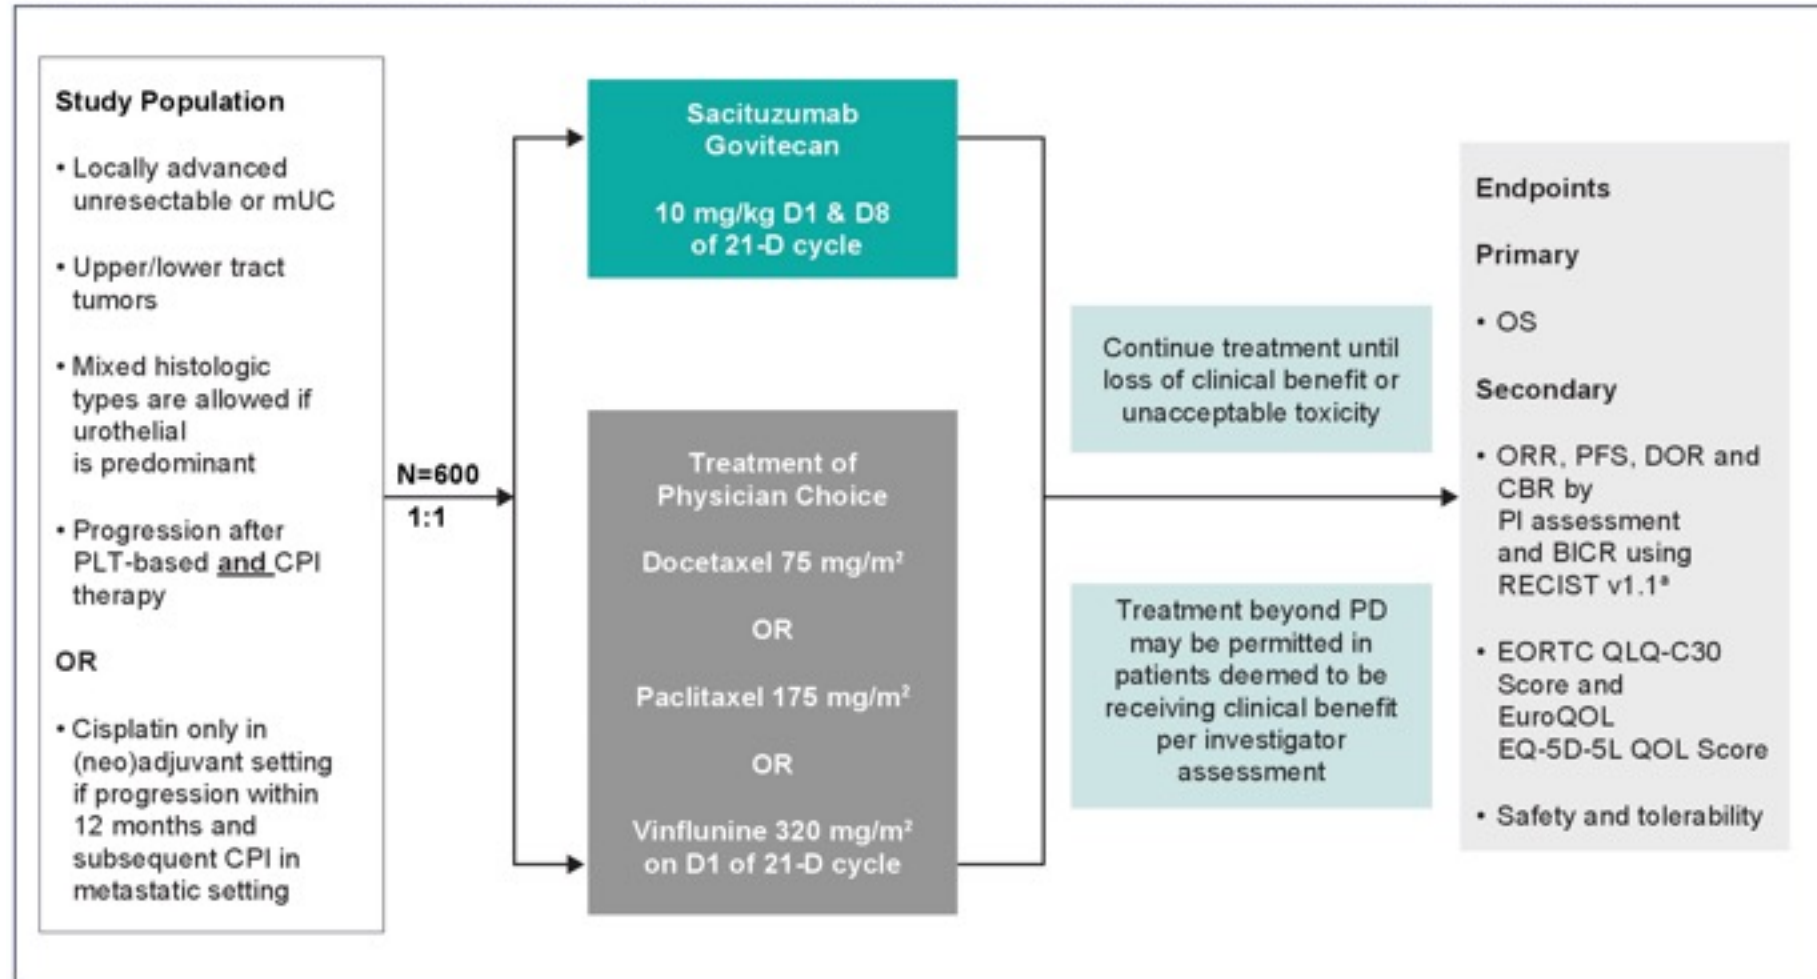 Study Population
• Locally advanced
unresectable or mUC
• Upper/lower tract
tumors
• Mixed histologic
types are allowed if
urothelial
is predominant
• Progression after
PLT-based and CPI
therapy
OR
• Cisplatin only in
(neo)adjuvant setting
if progression within
12 months and
subsequent CPI in
metastatic setting
N=600
1:1
Sacituzumab
Govitecan
10 mg/kg D1 & D8
of 21-D cycle
Treatment of
Physician Choice
Docetaxel 75 mg/m²
OR
Paclitaxel 175 mg/m²
OR
Vinflunine 320 mg/m²
on D1 of 21-D cycle
Continue treatment until
loss of clinical benefit or
unacceptable toxicity
Treatment beyond PD
may be permitted in
patients deemed to be
receiving clinical benefit
per investigator
assessment
Endpoints
Primary
• OS
Secondary
• ORR, PFS, DOR and
CBR by
PI assessment
and BICR using
RECIST v1.1ª
• EORTC QLQ-C30
Score and
EuroQOL
EQ-5D-5L QOL Score
• Safety and tolerability